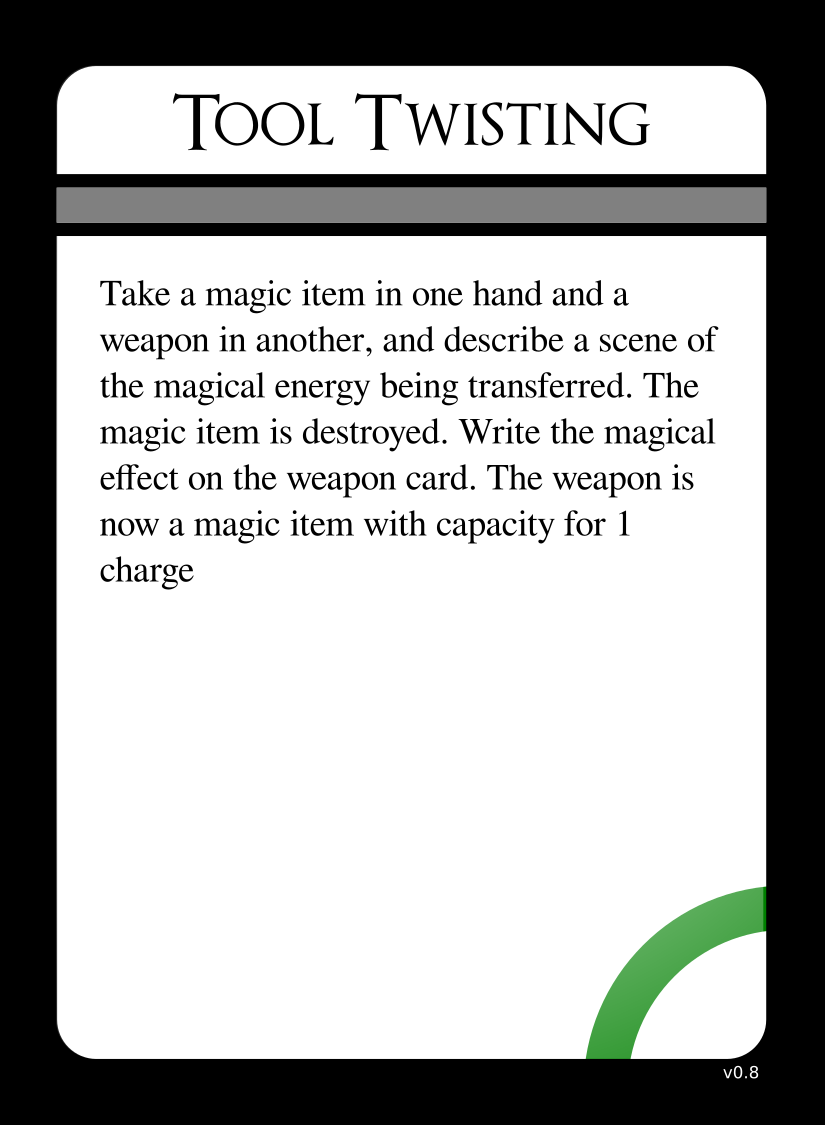 Tool Twisting
Take a magic item in one hand and a
weapon in another, and describe a scene of
the magical energy being transferred. The
magic item is destroyed. Write the magical
effect on the weapon card. The weapon is
now a magic item with capacity for 1
charge
v0.8